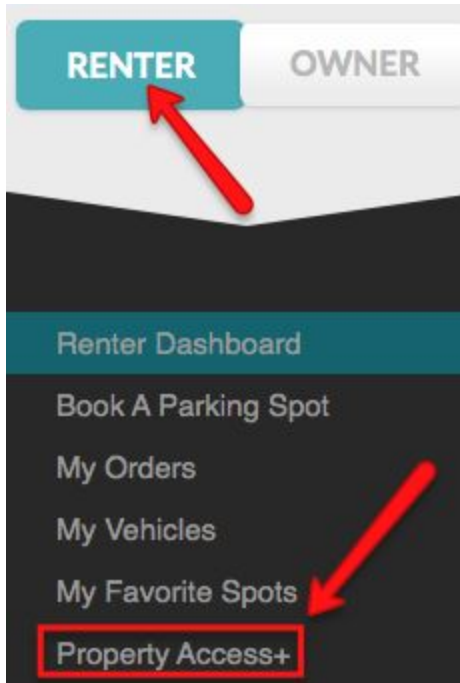 RENTER OWNER
Renter Dashboard
Book A Parking Spot
My Orders
My Vehicles
My Favorite Spots
Property Access+